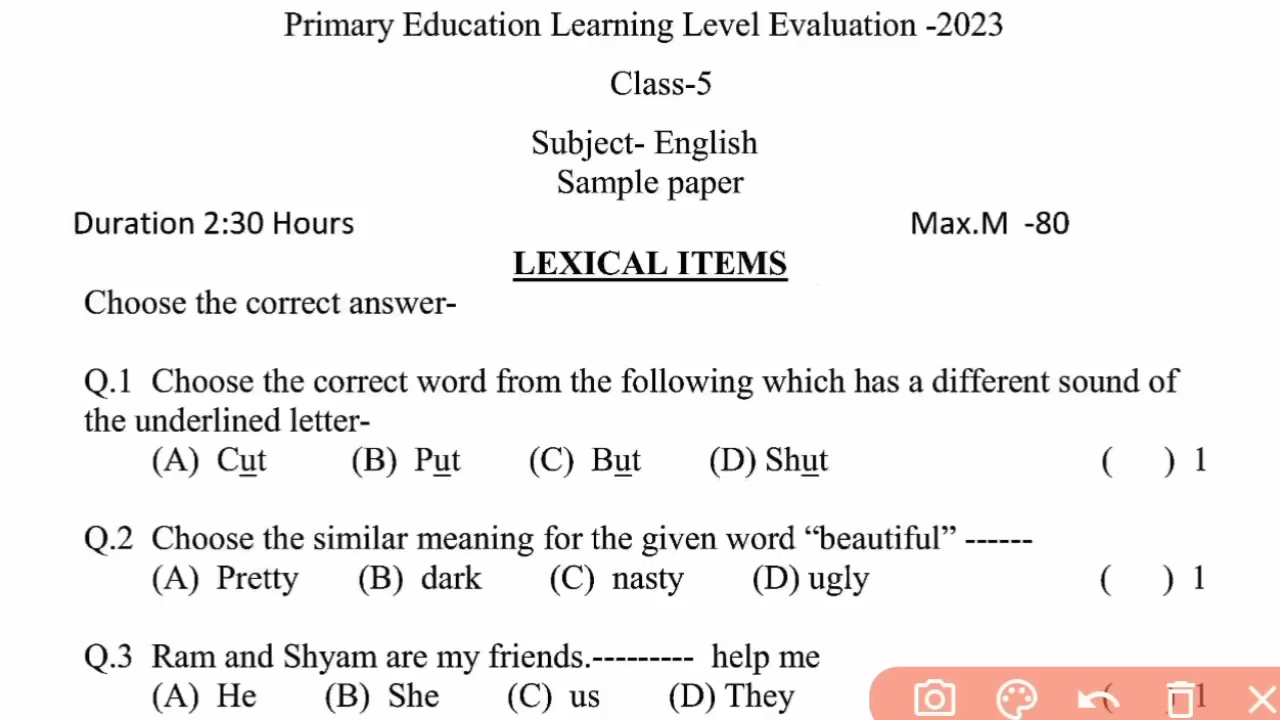 Primary Education Learning Level Evaluation -2023
Class-5
Subject- English
Sample paper
Duration 2:30 Hours Max.M -80
LEXICAL ITEMS
Choose the correct answer-
Q.1 Choose the correct word from the following which has a different sound of
the underlined letter-
(A) Cut (B) Put (C) But (D) Shut ( ) 1
Q.2 Choose the similar meaning for the given word “beautiful” ------
(A) Pretty (B) dark (C) nasty (D) ugly ( ) 1
Q.3 Ram and Shyam are my friends.--------- help me
(A) He (B) She (C) us (D) They ( ) 1